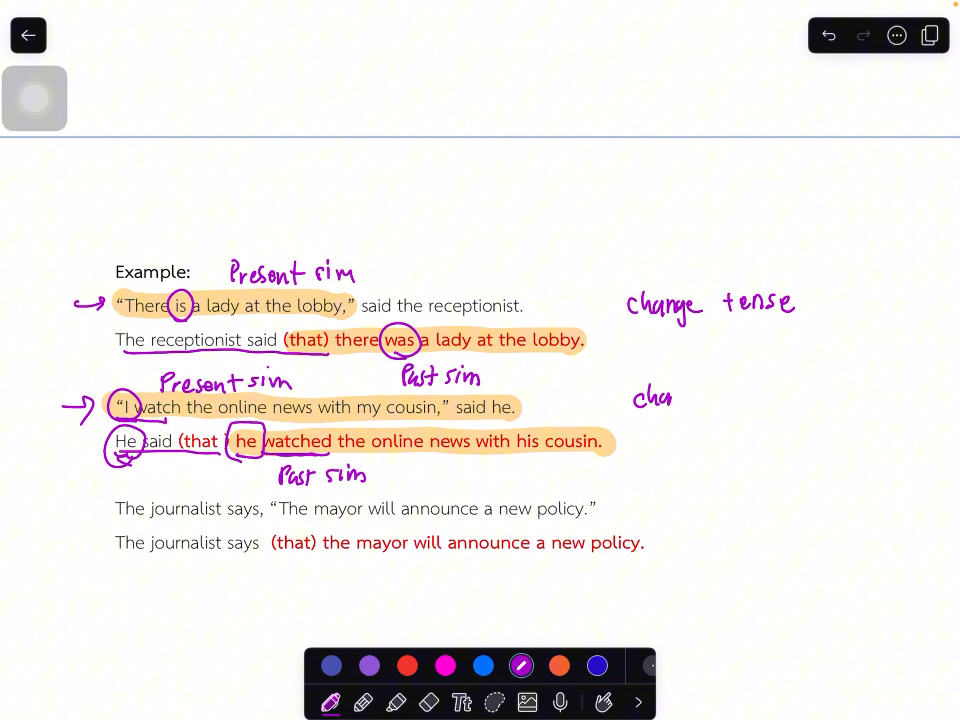 Example: Present sim
“There is a lady at the lobby,” said the receptionist. change tense
The receptionist said (that) there was a lady at the lobby.
Present sim Past sim
“I watch the online news with my cousin,” said he. cha
He said (that ) he watched the online news with his cousin.
Past sim
The journalist says, “The mayor will announce a new policy.”
The journalist says (that) the mayor will announce a new policy.
Tt